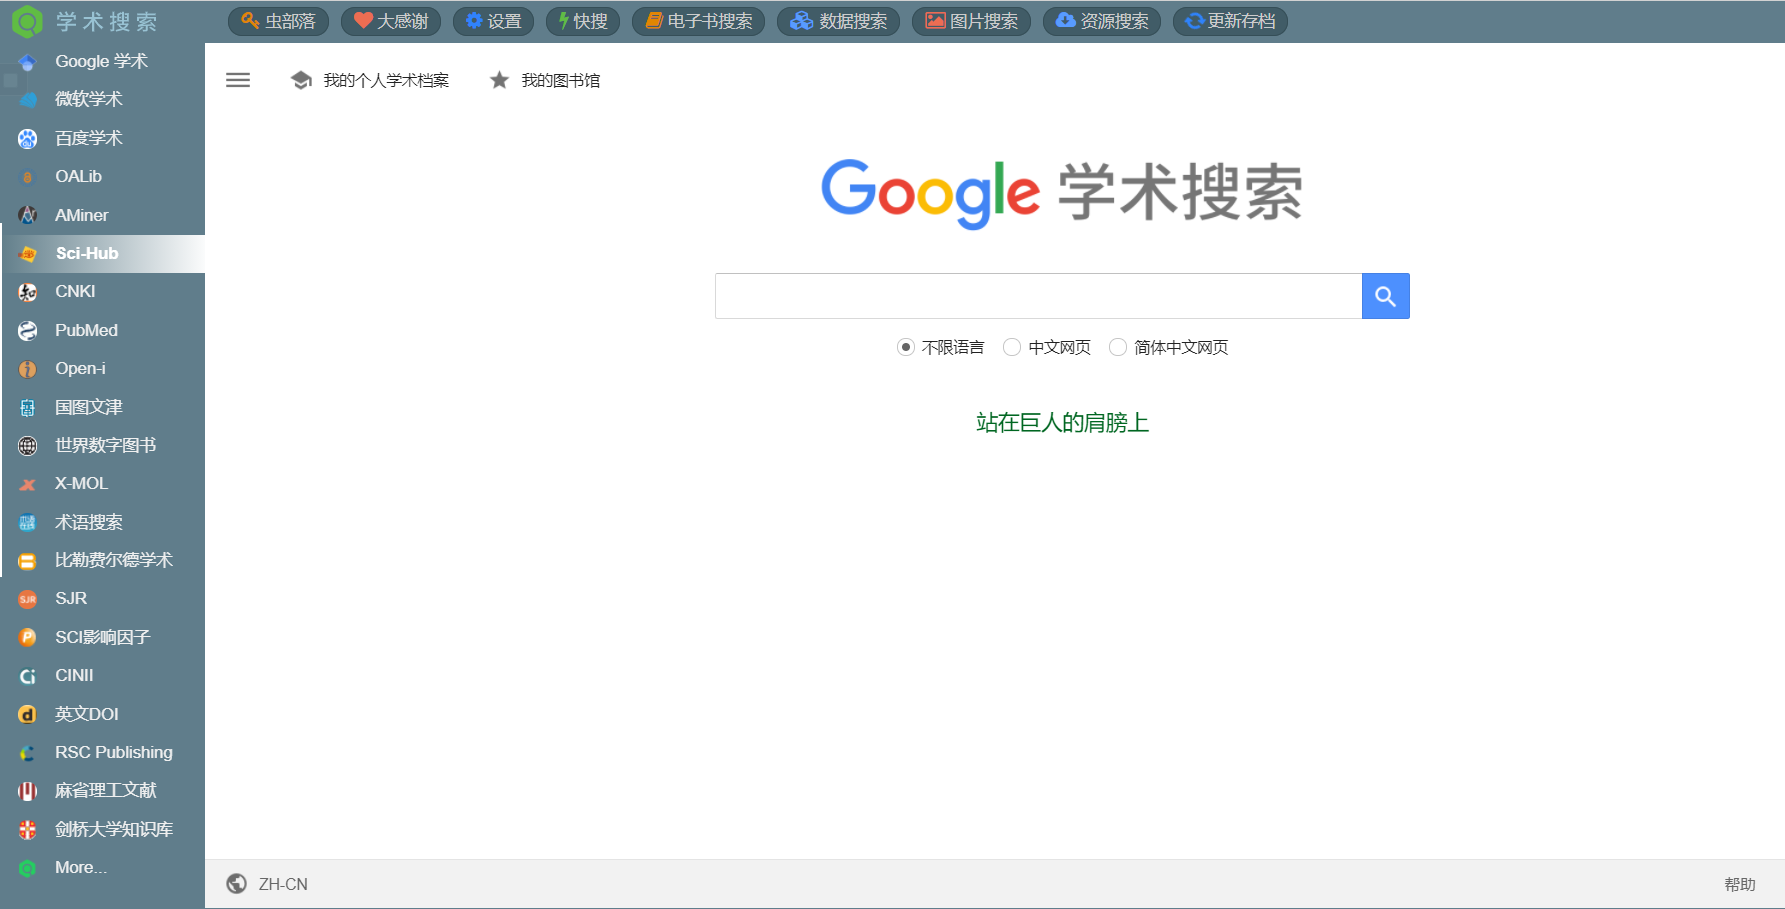 学术搜索
虫部落 大感谢 设置 快搜 电子书搜索 数据搜索 图片搜索 资源搜索 更新存档
Google 学术
微软学术
百度学术
OALib
AMiner
Sci-Hub
CNKI
PubMed
Open-i
国图文津
世界数字图书
X-MOL
术语搜索
比勒费尔德学术
SJR
SCI影响因子
CINII
英文DOI
RSC Publishing
麻省理工文献
剑桥大学知识库
More...
我的个人学术档案 我的图书馆
Google 学术搜索
不限语言 中文网页 简体中文网页
站在巨人的肩膀上
ZH-CN 帮助